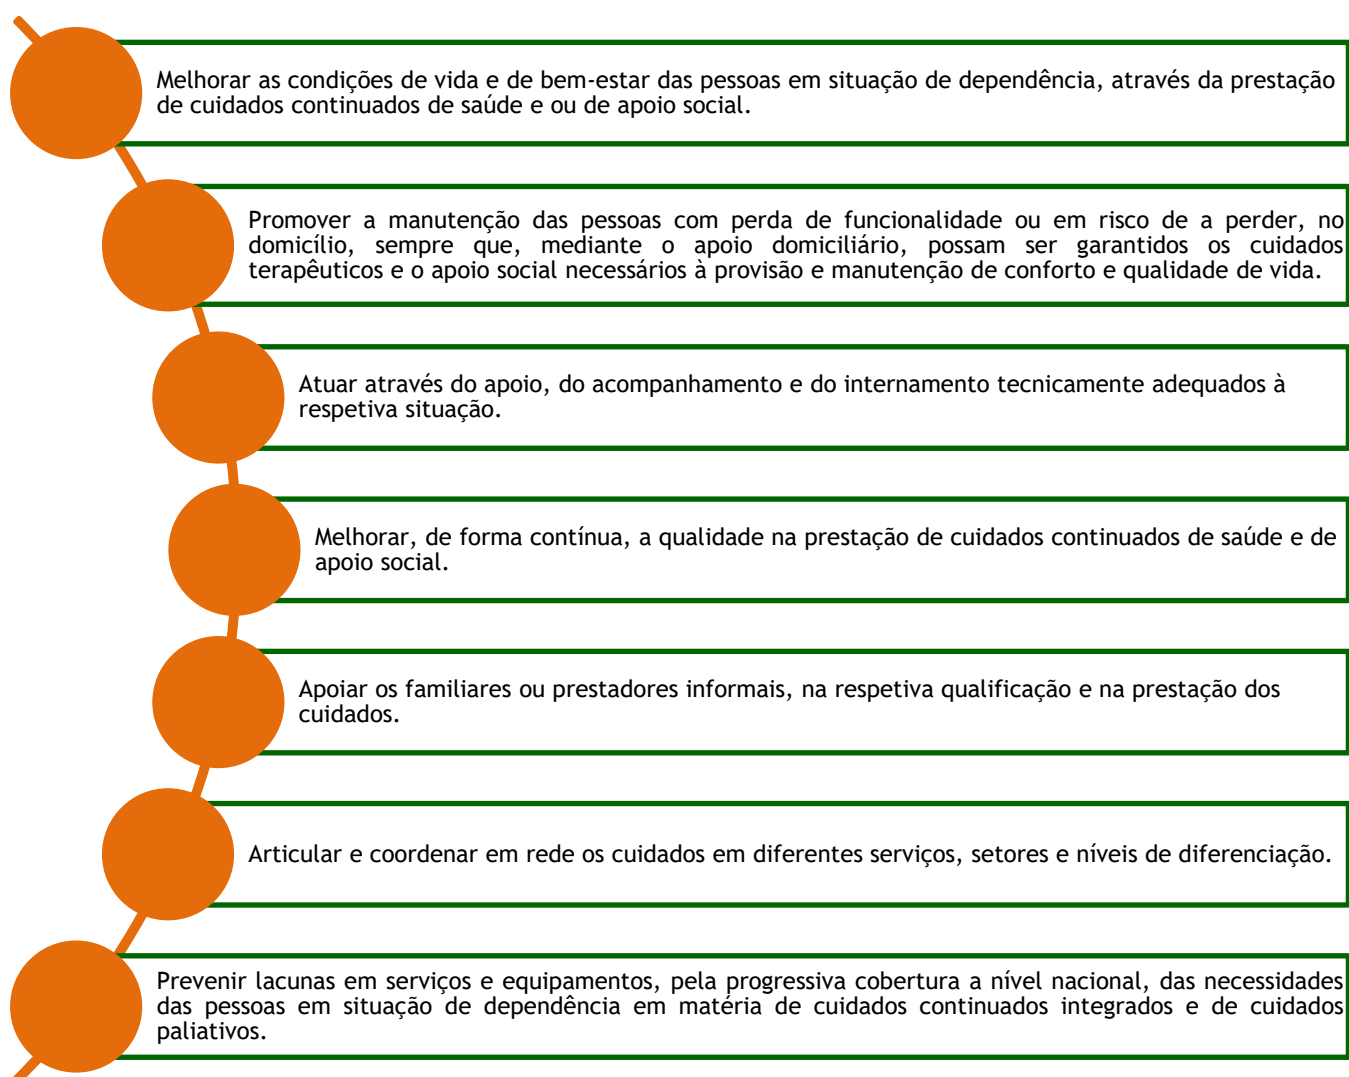 Melhorar as condições de vida e de bem-estar das pessoas em situação de dependência, através da prestação
de cuidados continuados de saúde e ou de apoio social.
Promover a manutenção das pessoas com perda de funcionalidade ou em risco de a perder, no
domicílio, sempre que, mediante o apoio domiciliário, possam ser garantidos os cuidados
terapêuticos e o apoio social necessários à provisão e manutenção de conforto e qualidade de vida.
Atuar através do apoio, do acompanhamento e do internamento tecnicamente adequados à
respetiva situação.
Melhorar, de forma contínua, a qualidade na prestação de cuidados continuados de saúde e de
apoio social.
Apoiar os familiares ou prestadores informais, na respetiva qualificação e na prestação dos
cuidados.
Articular e coordenar em rede os cuidados em diferentes serviços, setores e níveis de diferenciação.
Prevenir lacunas em serviços e equipamentos, pela progressiva cobertura a nível nacional, das necessidades
das pessoas em situação de dependência em matéria de cuidados continuados integrados e de cuidados
paliativos.